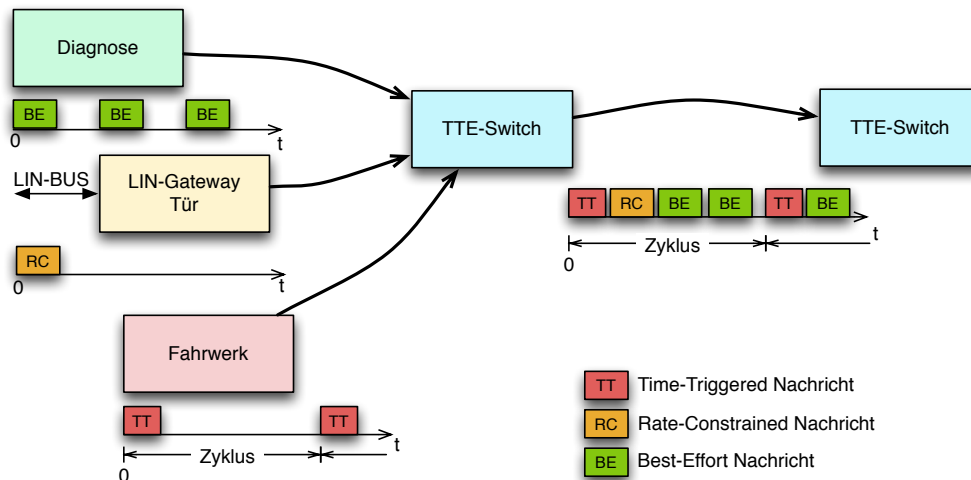 Diagnose
BE BE BE
0 t
LIN-BUS
LIN-Gateway
Tür
RC
0 t
Fahrwerk
TT TT
Zyklus
0 t
TTE-Switch
TTE-Switch
TT RC BE BE TT BE
Zyklus
0 t
TT Time-Triggered Nachricht
RC Rate-Constrained Nachricht
BE Best-Effort Nachricht